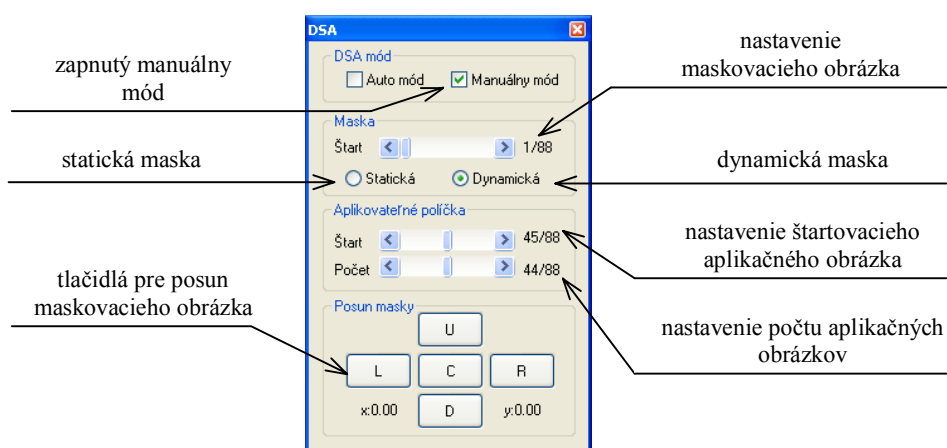 DSA
DSA mód
Auto mód
Manuálny mód
Maska
Štart
1/88
Statická
Dynamická
Aplikovateľné políčka
Štart
45/88
Počet
44/88
Posun masky
U
L
C
R
x:0.00
D
y:0.00
zapnutý manuálny
mód
statická maska
tlačidlá pre posun
maskovacieho obrázka
nastavenie
maskovacieho obrázka
dynamická maska
nastavenie štartovacieho
aplikačného obrázka
nastavenie počtu aplikačných
obrázkov